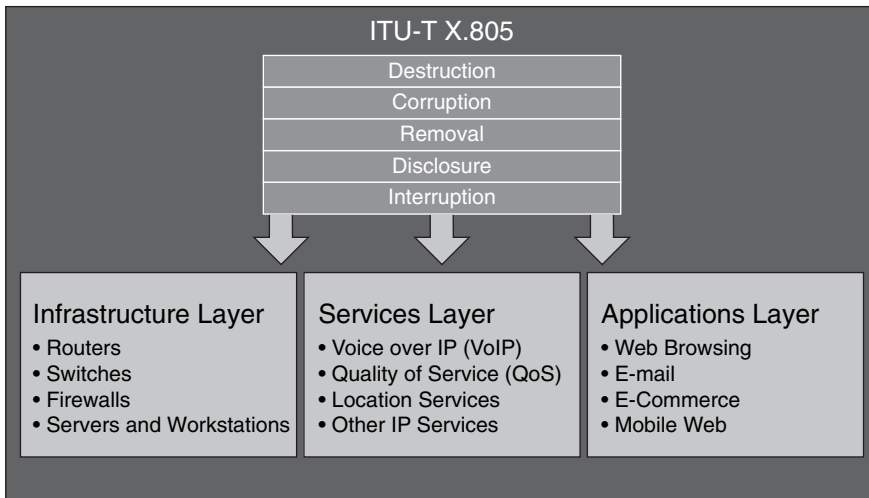 ITU-T X.805
Destruction
Corruption
Removal
Disclosure
Interruption
Infrastructure Layer
• Routers
• Switches
• Firewalls
• Servers and Workstations
Services Layer
• Voice over IP (VoIP)
• Quality of Service (QoS)
• Location Services
• Other IP Services
Applications Layer
• Web Browsing
• E-mail
• E-Commerce
• Mobile Web